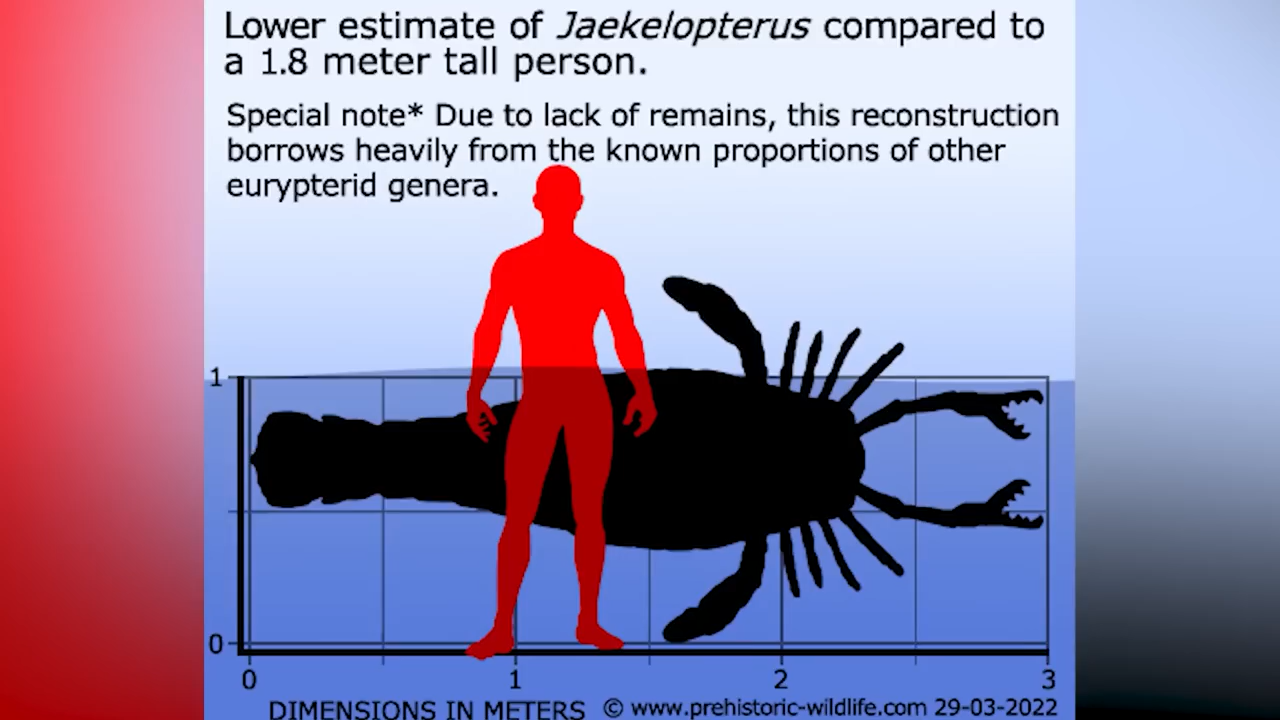 Lower estimate of Jaekelopterus compared to
a 1.8 meter tall person.
Special note* Due to lack of remains, this reconstruction
borrows heavily from the known proportions of other
eurypterid genera.
1
0
0 1 2 3
DIMENSIONS IN METERS © www.prehistoric-wildlife.com 29-03-2022